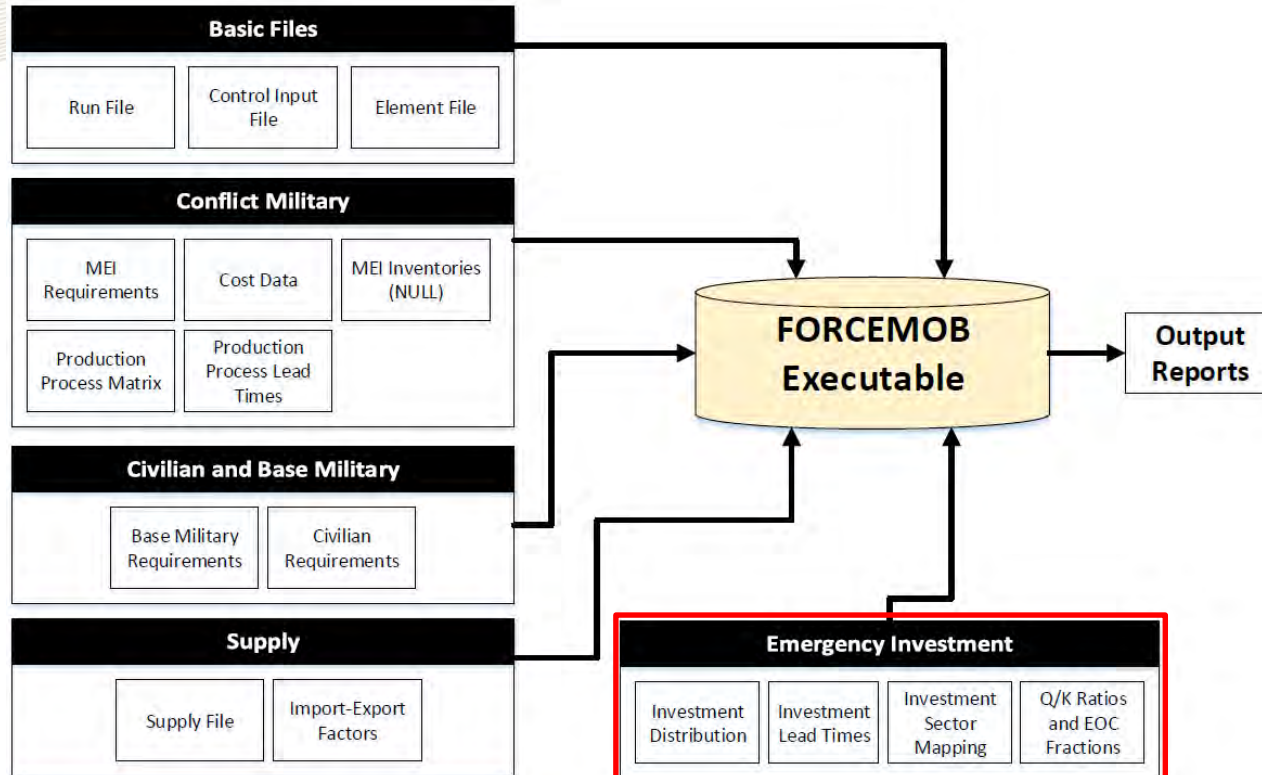 Basic Files
Run File
Control Input
File
Element File
Conflict Military
MEI
Requirements
Cost Data
MEI Inventories
(NULL)
Production
Process Matrix
Production
Process Lead
Times
Civilian and Base Military
Base Military
Requirements
Civilian
Requirements
Supply
Supply File
Import-Export
Factors
FORCEMOB
Executable
Output
Reports
Emergency Investment
Investment
Distribution
Investment
Lead Times
Investment
Sector
Mapping
Q/K Ratios
and EOC
Fractions